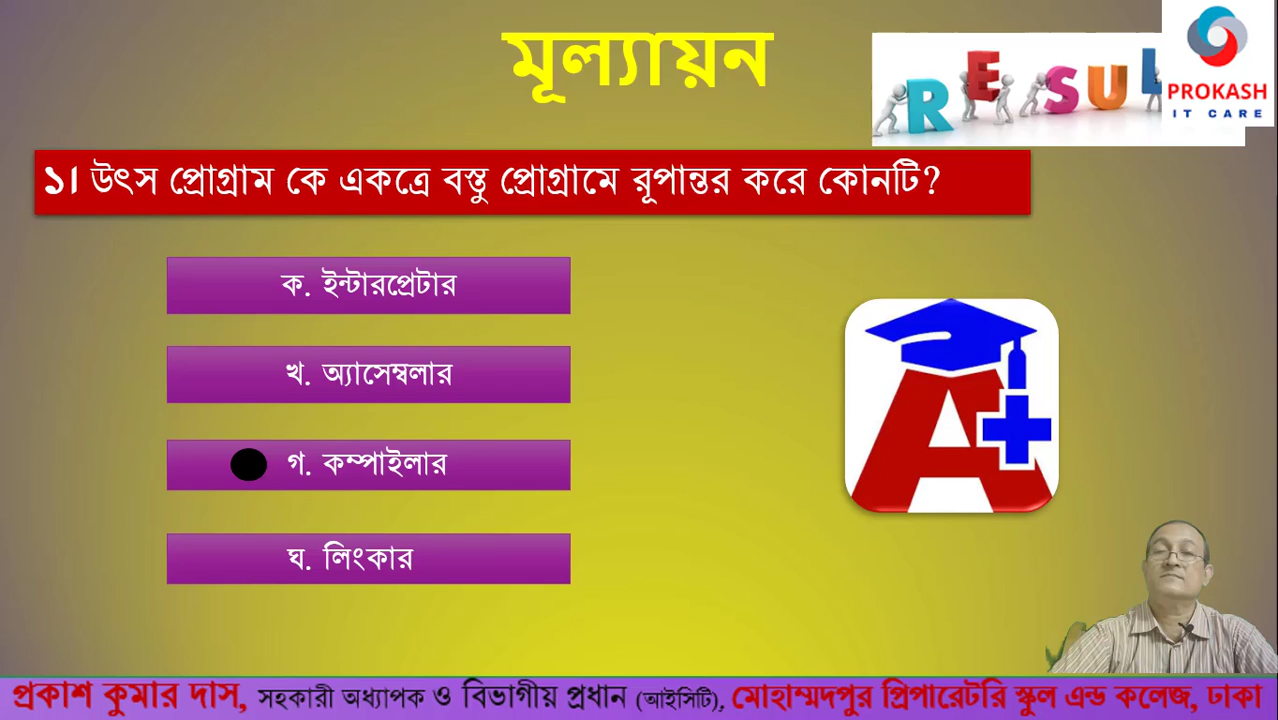 মূল্যায়ন
RESUL
PROKASH
IT CARE
১। উৎস প্রোগ্রাম কে একত্রে বস্তু প্রোগ্রামে রূপান্তর করে কোনটি?
ক. ইন্টারপ্রেটার
খ. অ্যাসেম্বলার
গ. কম্পাইলার
ঘ. লিংকার
A+
প্রকাশ কুমার দাস, সহকারী অধ্যাপক ও বিভাগীয় প্রধান (আইসিটি), মোহাম্মদপুর প্রিপারেটরি স্কুল এন্ড কলেজ, ঢাকা